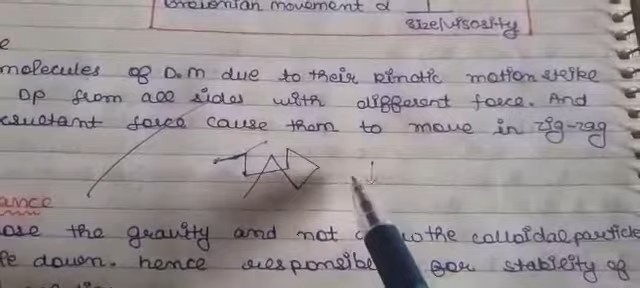 Brownian movement α 1
size/viscosity
molecules of D.M due to their kinetic motion strike
DP from all sides with different force. And
resultant force cause them to move in zig-zag
ance
ose the gravity and not the colloidal particle
down. hence responsible for stability of